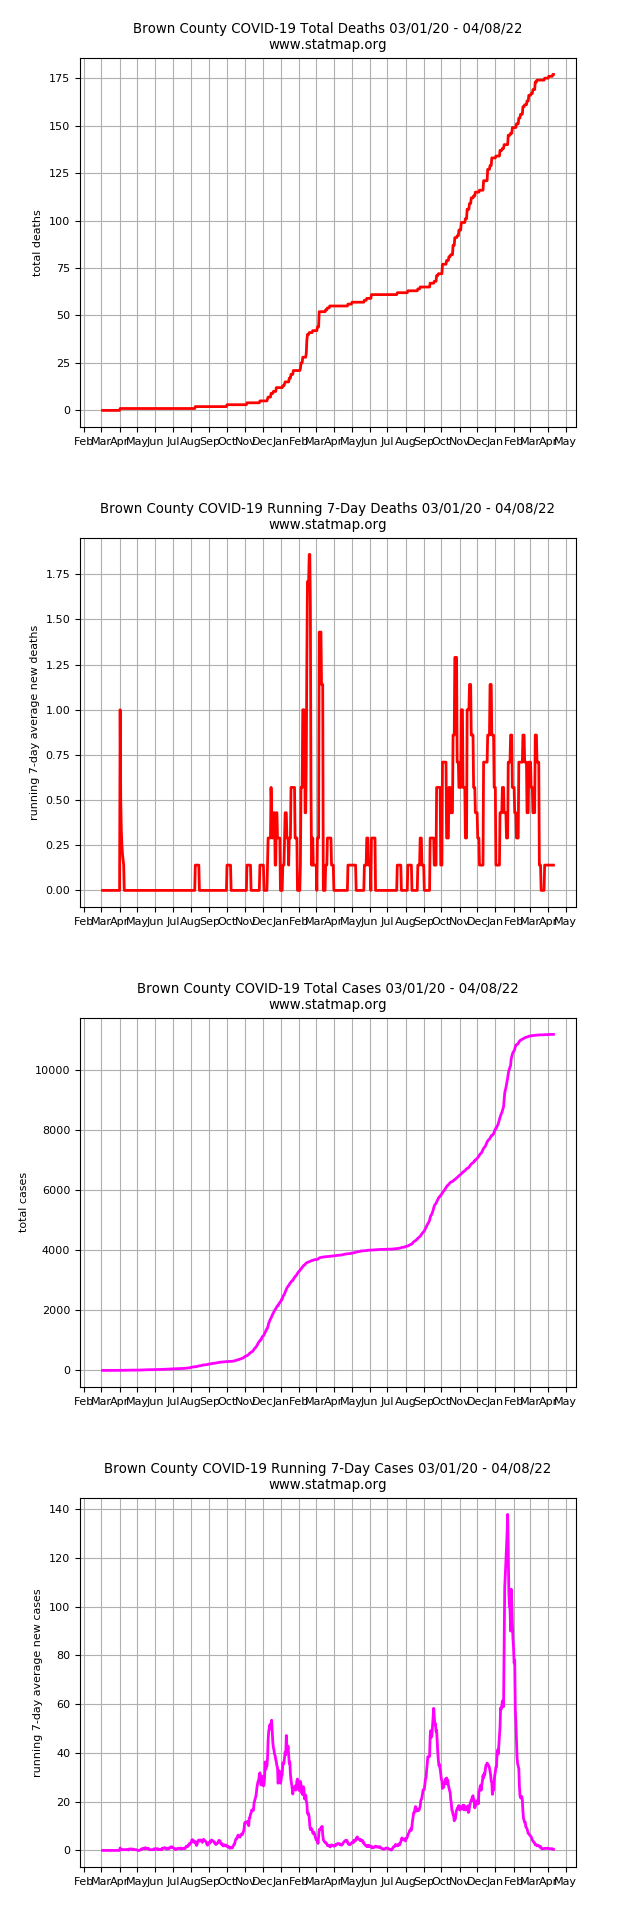 Brown County COVID-19 Total Deaths 03/01/20 - 04/08/22
www.statmap.org
175
150
125
100
75
50
25
0
total deaths
Feb Mar Apr May Jun Jul Aug Sep Oct Nov Dec Jan Feb Mar Apr May Jun Jul Aug Sep Oct Nov Dec Jan Feb Mar Apr May
Brown County COVID-19 Running 7-Day Deaths 03/01/20 - 04/08/22
www.statmap.org
1.75
1.50
1.25
1.00
0.75
0.50
0.25
0.00
running 7-day average new deaths
Feb Mar Apr May Jun Jul Aug Sep Oct Nov Dec Jan Feb Mar Apr May Jun Jul Aug Sep Oct Nov Dec Jan Feb Mar Apr May
Brown County COVID-19 Total Cases 03/01/20 - 04/08/22
www.statmap.org
10000
8000
6000
4000
2000
0
total cases
Feb Mar Apr May Jun Jul Aug Sep Oct Nov Dec Jan Feb Mar Apr May Jun Jul Aug Sep Oct Nov Dec Jan Feb Mar Apr May
Brown County COVID-19 Running 7-Day Cases 03/01/20 - 04/08/22
www.statmap.org
140
120
100
80
60
40
20
0
running 7-day average new cases
Feb Mar Apr May Jun Jul Aug Sep Oct Nov Dec Jan Feb Mar Apr May Jun Jul Aug Sep Oct Nov Dec Jan Feb Mar Apr May